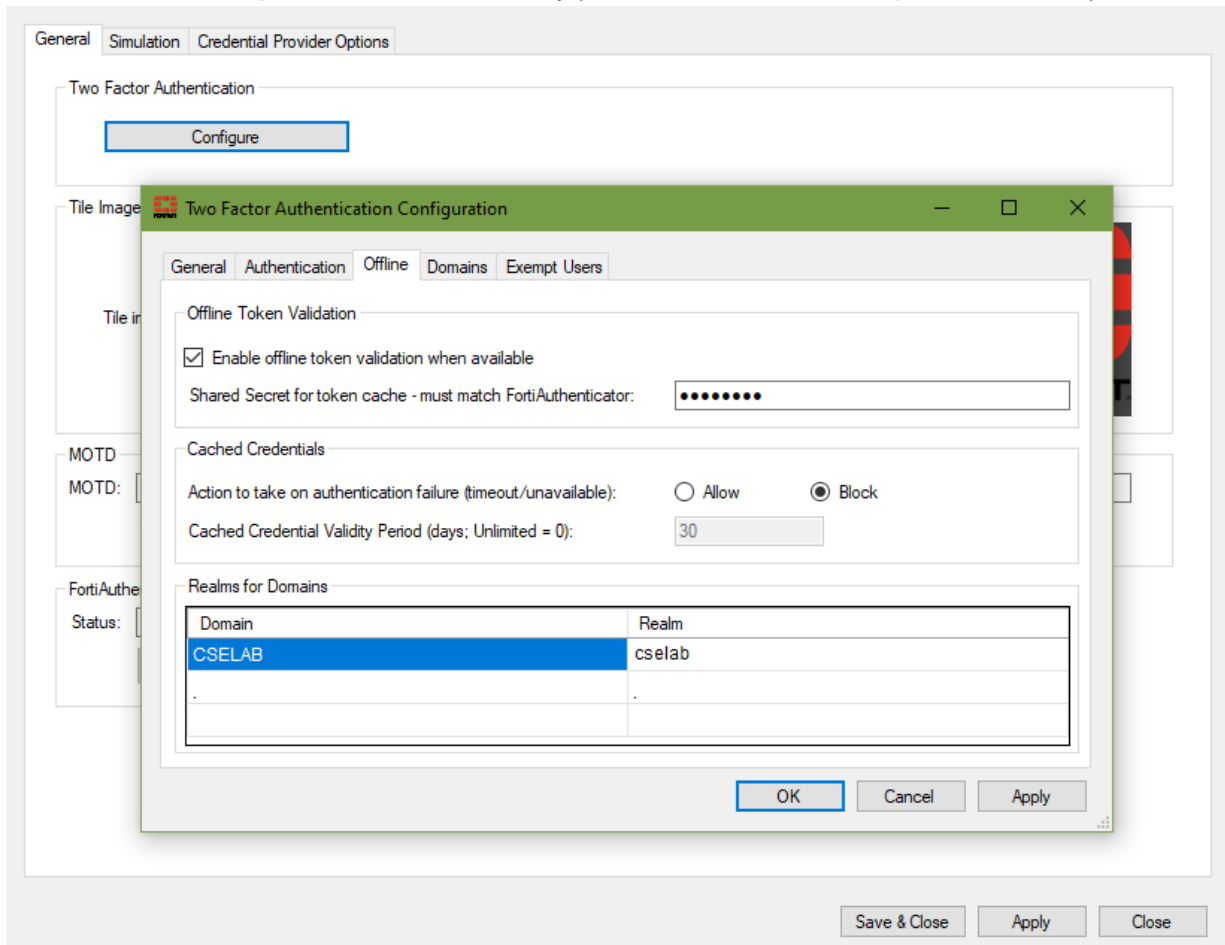 General Simulation Credential Provider Options
Two Factor Authentication
Configure
Tile Image
Two Factor Authentication Configuration
General Authentication Offline Domains Exempt Users
Offline Token Validation
Enable offline token validation when available
Shared Secret for token cache - must match FortiAuthenticator: ••••••••
Cached Credentials
Action to take on authentication failure (timeout/unavailable): Allow Block
Cached Credential Validity Period (days; Unlimited = 0): 30
Realms for Domains
Domain Realm
CSELAB cselab
. .
OK Cancel Apply
MOTD
MOTD:
Status:
Save & Close Apply Close